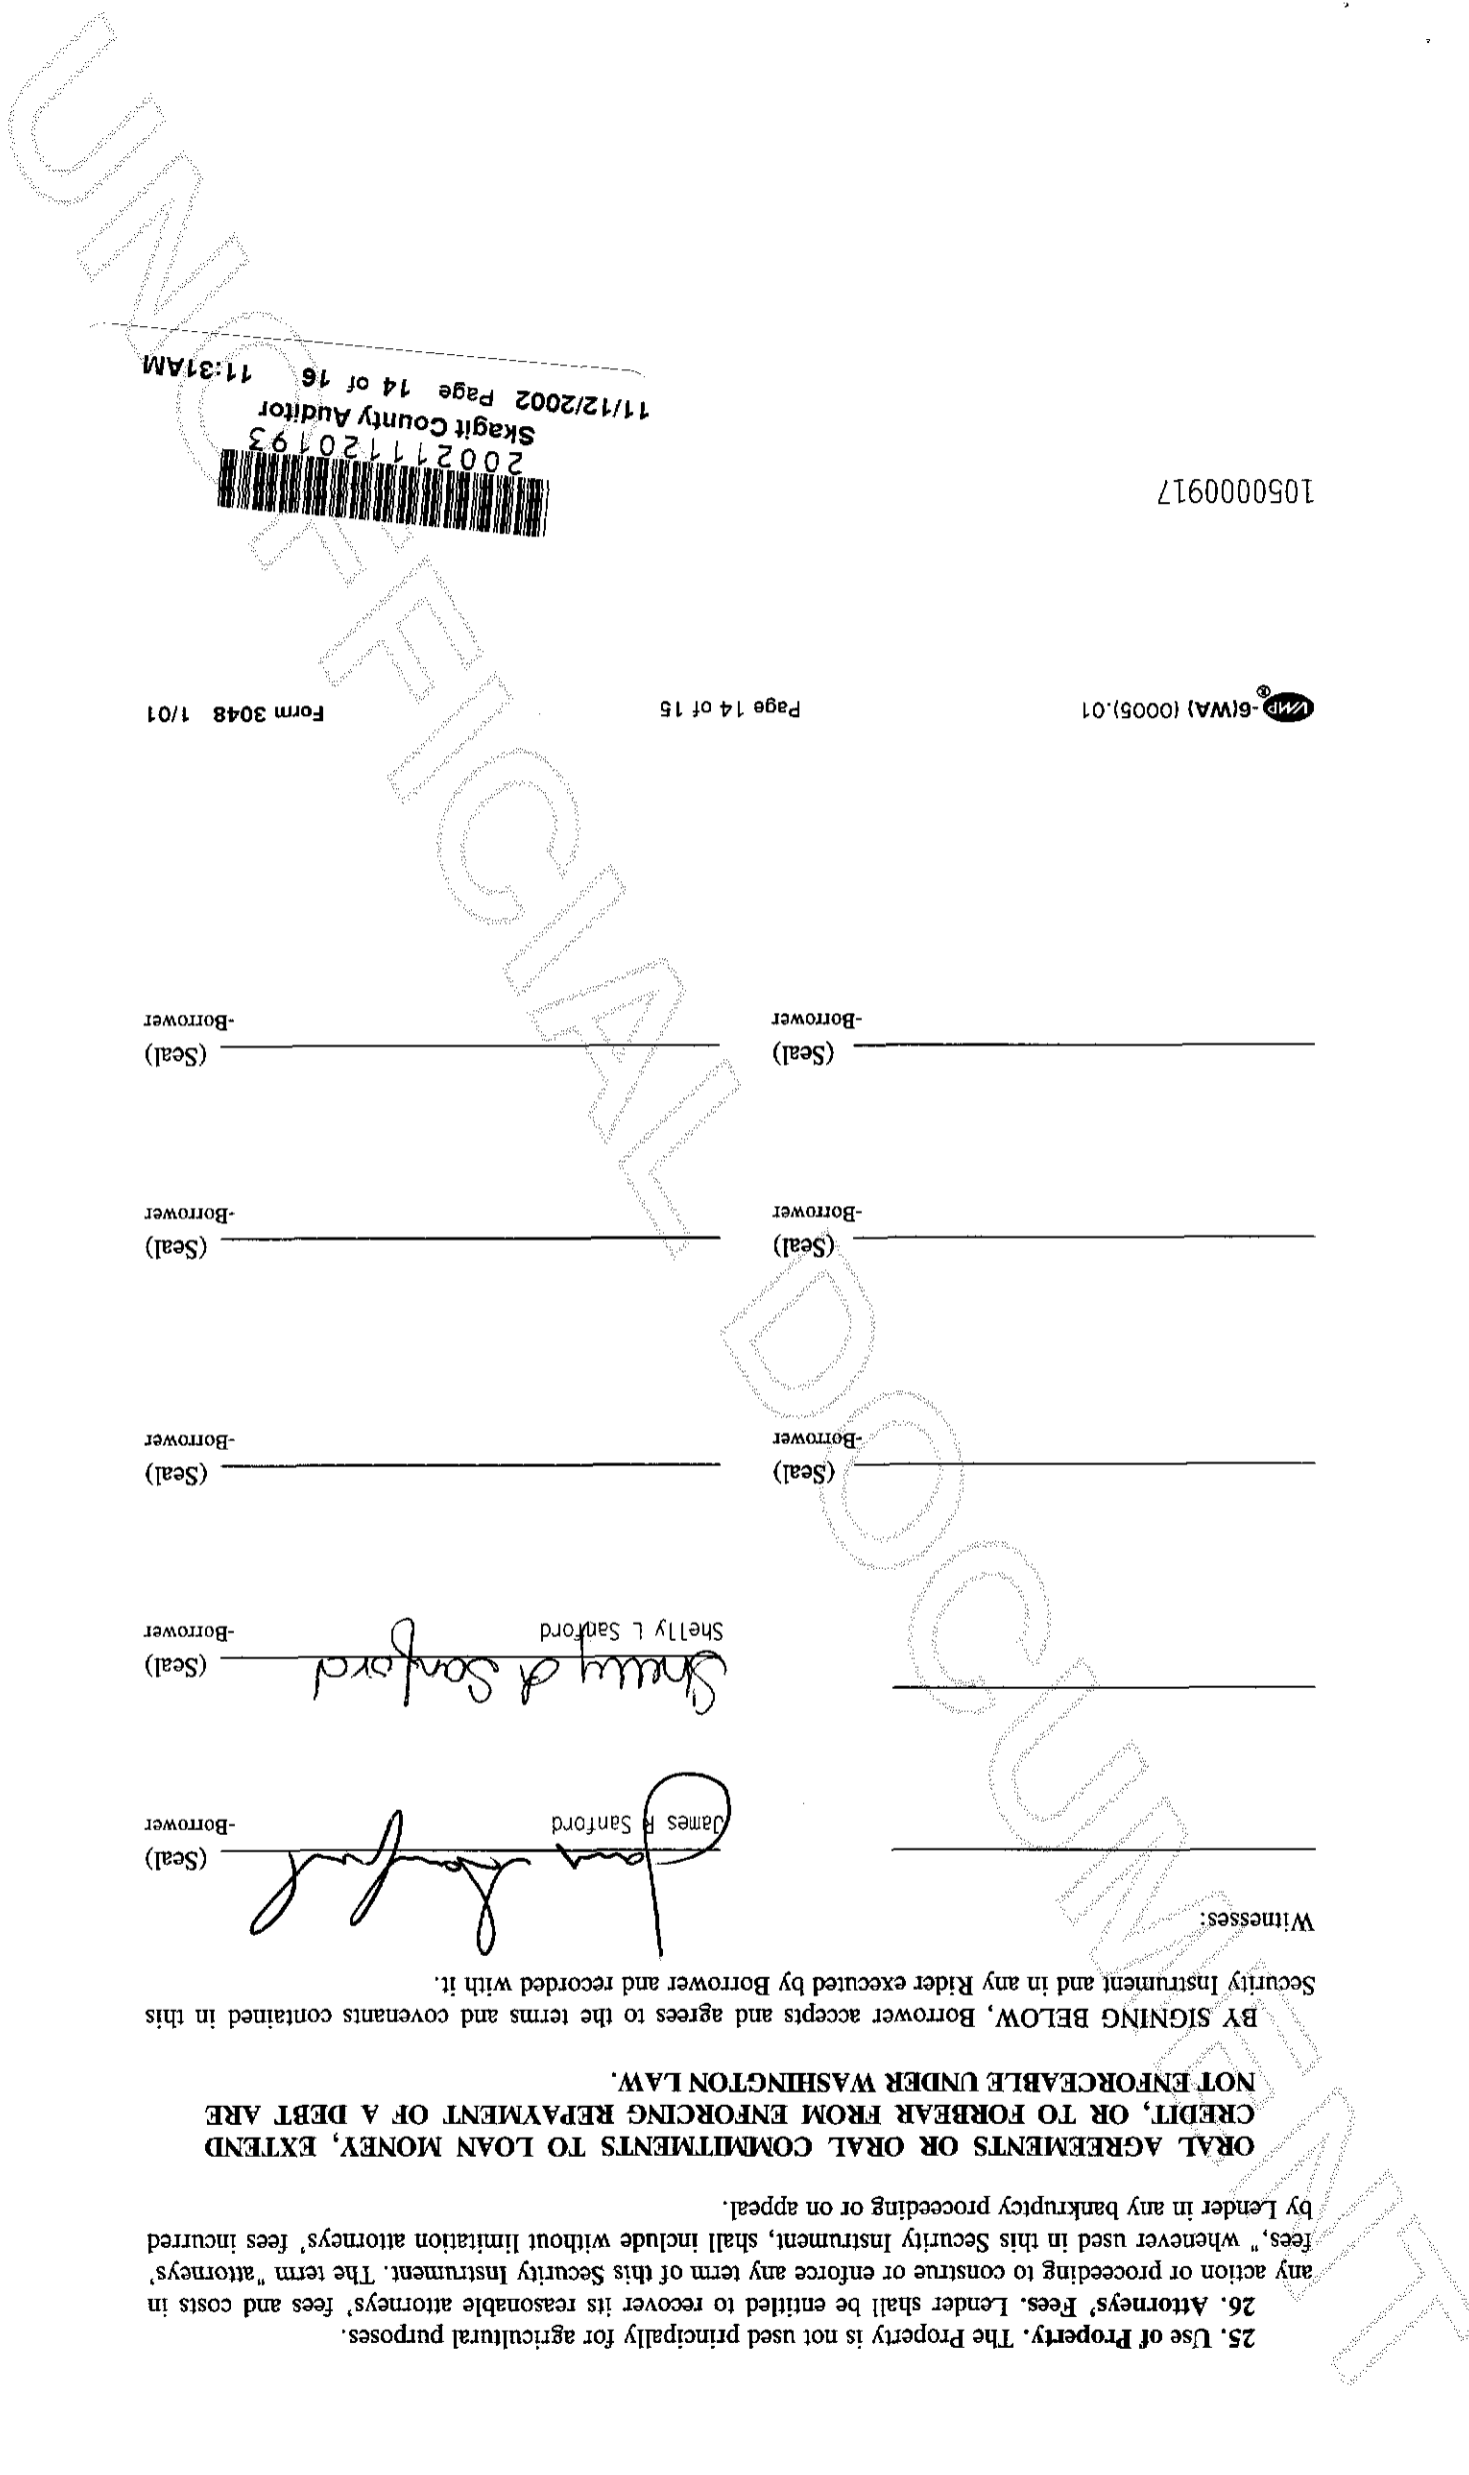 25. Use of Property. The Property is not used principally for agricultural purposes.
26. Attorneys' Fees. Lender shall be entitled to recover its reasonable attorneys' fees and costs in
any action or proceeding to construe or enforce any term of this Security Instrument. The term "attorneys'
fees," whenever used in this Security Instrument, shall include without limitation attorneys' fees incurred
by Lender in any bankruptcy proceeding or on appeal.
ORAL AGREEMENTS OR ORAL COMMITMENTS TO LOAN MONEY, EXTEND
CREDIT, OR TO FORBEAR FROM ENFORCING REPAYMENT OF A DEBT ARE
NOT ENFORCEABLE UNDER WASHINGTON LAW.
BY SIGNING BELOW, Borrower accepts and agrees to the terms and covenants contained in this
Security Instrument and in any Rider executed by Borrower and recorded with it.
Witnesses:
(Seal)
James R Sanford -Borrower
Shelly L Sanford (Seal)
Shelly L Sanford -Borrower
(Seal) (Seal)
-Borrower -Borrower
(Seal) (Seal)
-Borrower -Borrower
(Seal) (Seal)
-Borrower -Borrower
VMP®-6(WA) (0005).01 Page 14 of 15 Form 3048 1/01
1050000917
200211120193
Skagit County Auditor
11/12/2002 Page 14 of 16 11:31AM
UNOFFICIAL DOCUMENT